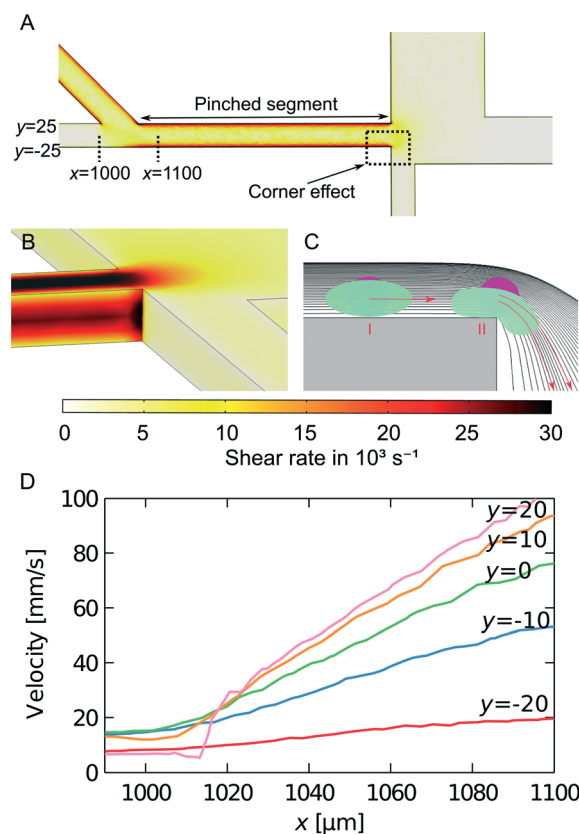 A
Pinched segment
y=25
y=-25
x=1000
x=1100
Corner effect
B
C
I
II
0
5
10
15
20
25
30
Shear rate in 10³ s⁻¹
D
Velocity [mm/s]
100
80
60
40
20
0
y=20
y=10
y=0
y=-10
y=-20
1000
1020
1040
1060
1080
1100
x [µm]